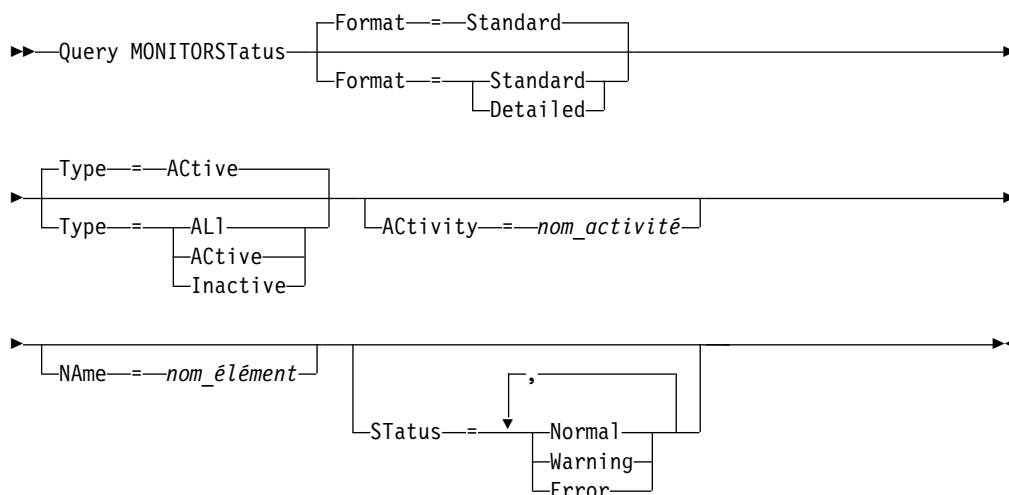 Format = Standard
Query MONITORSTatus
Format = Standard
Detailed
Type = ACtive
Type = ALl
ACtive
Inactive
ACtivity = nom_activité
NAme = nom_élément
,
STatus = Normal
Warning
Error